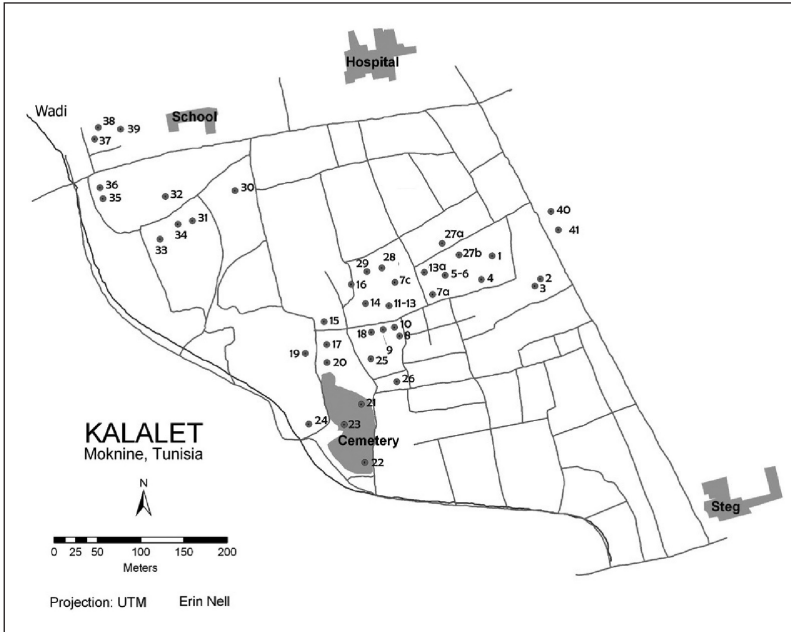 Hospital
Wadi
School
38
39
37
36
35
32
30
31
34
33
40
41
27a
27b
1
28
29
13a
5-6
7c
4
2
3
16
7a
14
11-13
15
10
18
8
9
17
19
20
25
26
21
24
23
Cemetery
22
KALALET
Moknine, Tunisia
Steg
N
0 25 50 100 150 200
Meters
Projection: UTM Erin Nell